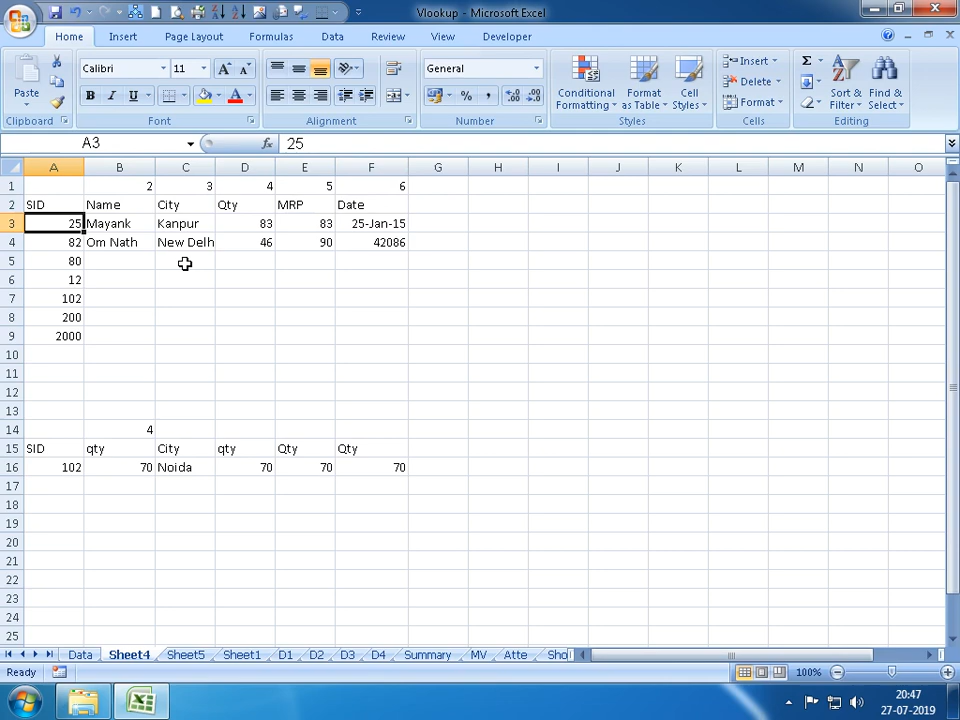 Vlookup - Microsoft Excel
Home Insert Page Layout Formulas Data Review View Developer
Paste
Calibri 11
General
Conditional Formatting
Format as Table
Cell Styles
Insert
Delete
Format
Sort & Filter
Find & Select
Clipboard Font Alignment Number Styles Cells Editing
A3 fx 25
A B C D E F G H I J K L M N O
1 2 3 4 5 6
2 SID Name City Qty MRP Date
3 25 Mayank Kanpur 83 83 25-Jan-15
4 82 Om Nath New Delh 46 90 42086
5 80
6 12
7 102
8 200
9 2000
10
11
12
13
14 4
15 SID qty City qty Qty Qty
16 102 70 Noida 70 70 70
17
18
19
20
21
22
23
24
25
Data Sheet4 Sheet5 Sheet1 D1 D2 D3 D4 Summary MV Atte Sho
Ready 100%
20:47
27-07-2019